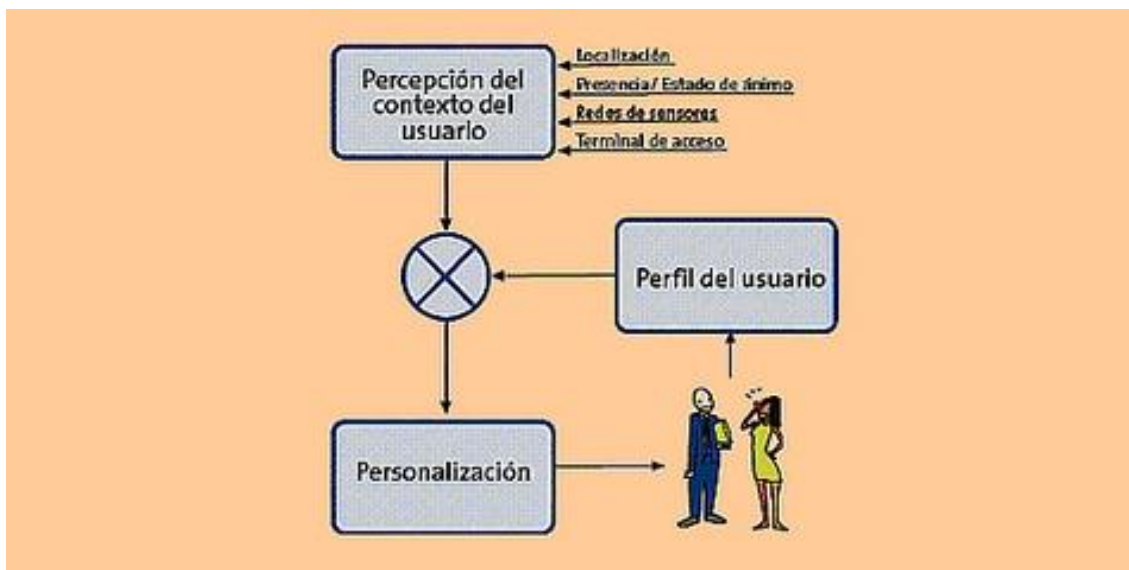 Percepción del
contexto del
usuario
Localización
Presencia / Estado de ánimo
Redes de sensores
Terminal de acceso
Perfil del usuario
Personalización